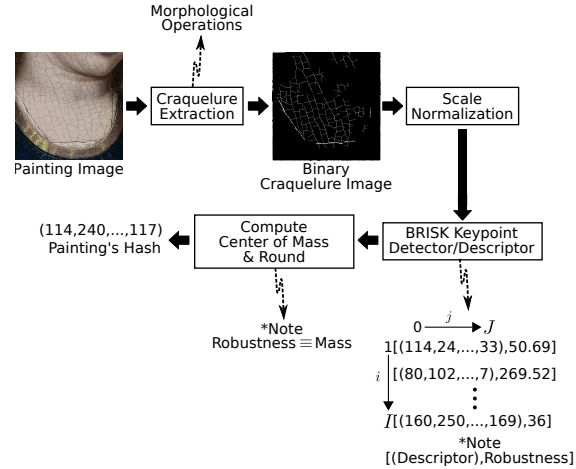 Morphological
Operations
Craquelure
Extraction
Scale
Normalization
Painting Image
Binary
Craquelure Image
(114,240,...,117)
Painting's Hash
Compute
Center of Mass
& Round
BRISK Keypoint
Detector/Descriptor
*Note
Robustness ≡ Mass
j
0 J
1[(114,24,...,33),50.69]
i
[(80,102,...,7),269.52]
I[(160,250,...,169),36]
*Note
[(Descriptor),Robustness]